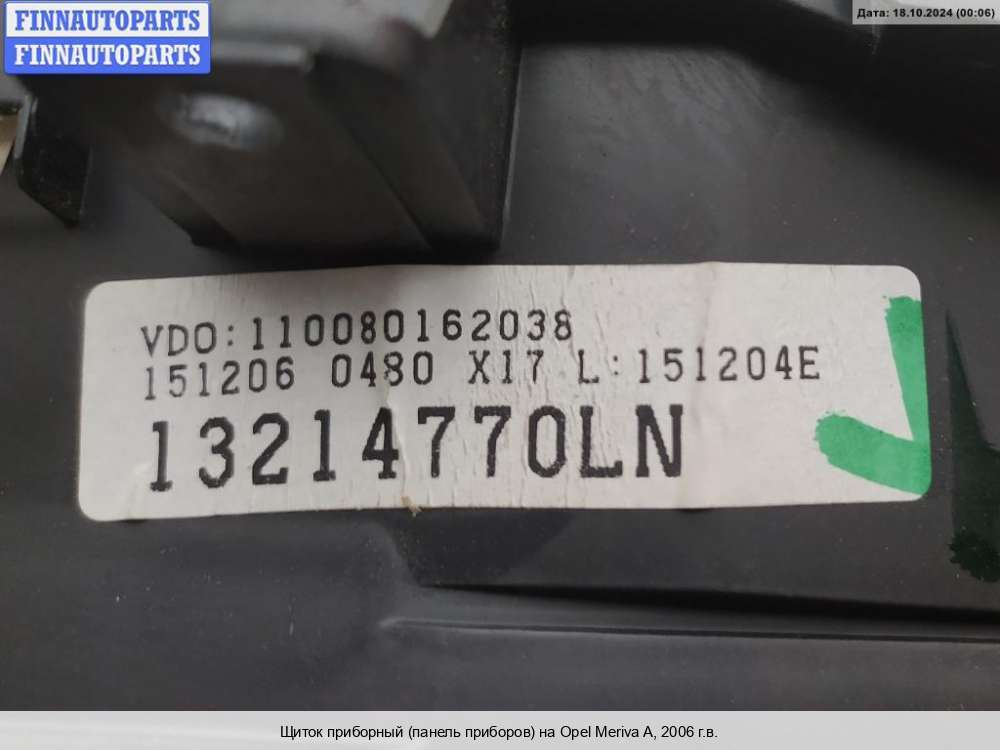 FINNAUTOPARTS
FINNAUTOPARTS
Дата: 18.10.2024 (00:06)
VDO:110080162038
151206 0480 X17 L:151204E
13214770LN
Щиток приборный (панель приборов) на Opel Meriva A, 2006 г.в.